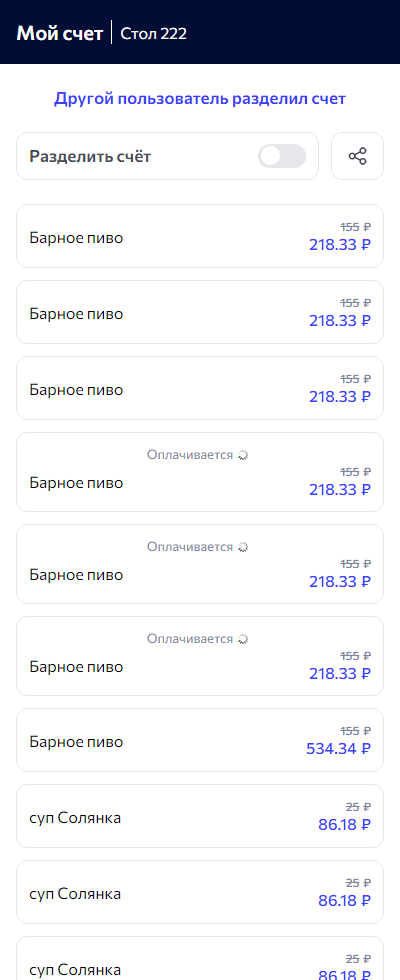 Мой счет | Стол 222
Другой пользователь разделил счет
Разделить счёт
155 ₽
Барное пиво
218.33 ₽
155 ₽
Барное пиво
218.33 ₽
155 ₽
Барное пиво
218.33 ₽
Оплачивается
155 ₽
Барное пиво
218.33 ₽
Оплачивается
155 ₽
Барное пиво
218.33 ₽
Оплачивается
155 ₽
Барное пиво
218.33 ₽
155 ₽
Барное пиво
534.34 ₽
25 ₽
суп Солянка
86.18 ₽
25 ₽
суп Солянка
86.18 ₽
25 ₽
суп Солянка
86.18 ₽